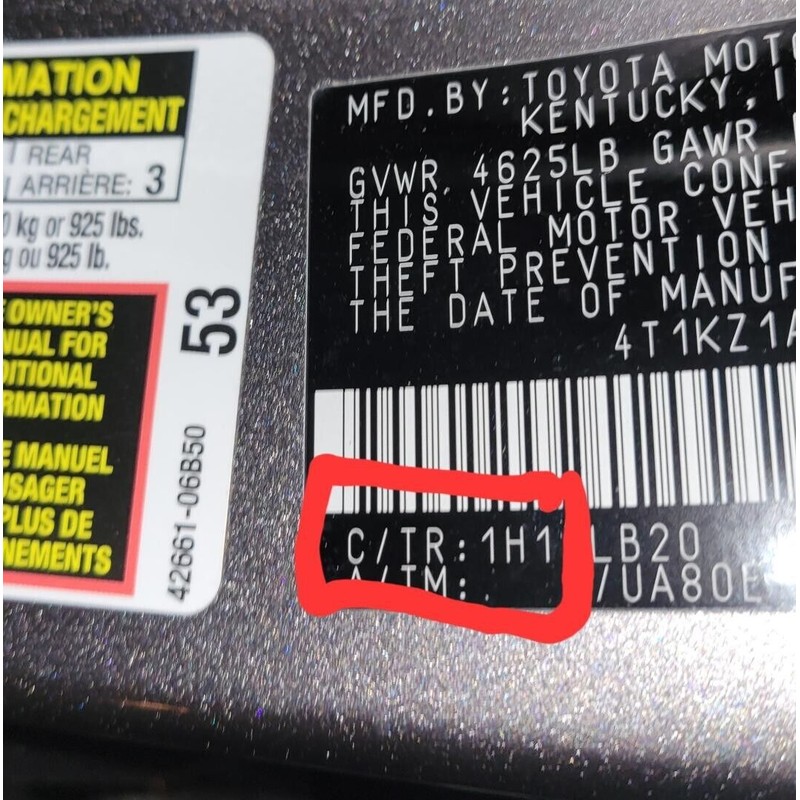 MATION
CHARGEMENT
REAR
ARRIÈRE: 3
0 kg or 925 lbs.
g ou 925 lb.
OWNER'S
NUAL FOR
DITIONAL
RMATION
E MANUEL
USAGER
PLUS DE
NEMENTS
53
42661-06B50
MFD. BY: TOYOTA MOTO
KENTUCKY, I
GVWR 4625LB GAWR
THIS VEHICLE CONF
FEDERAL MOTOR VEH
THEFT PREVENTION
THE DATE OF MANUF
4T1KZ1A
C/TR: 1H1 LB20
A/TM: /UA80E